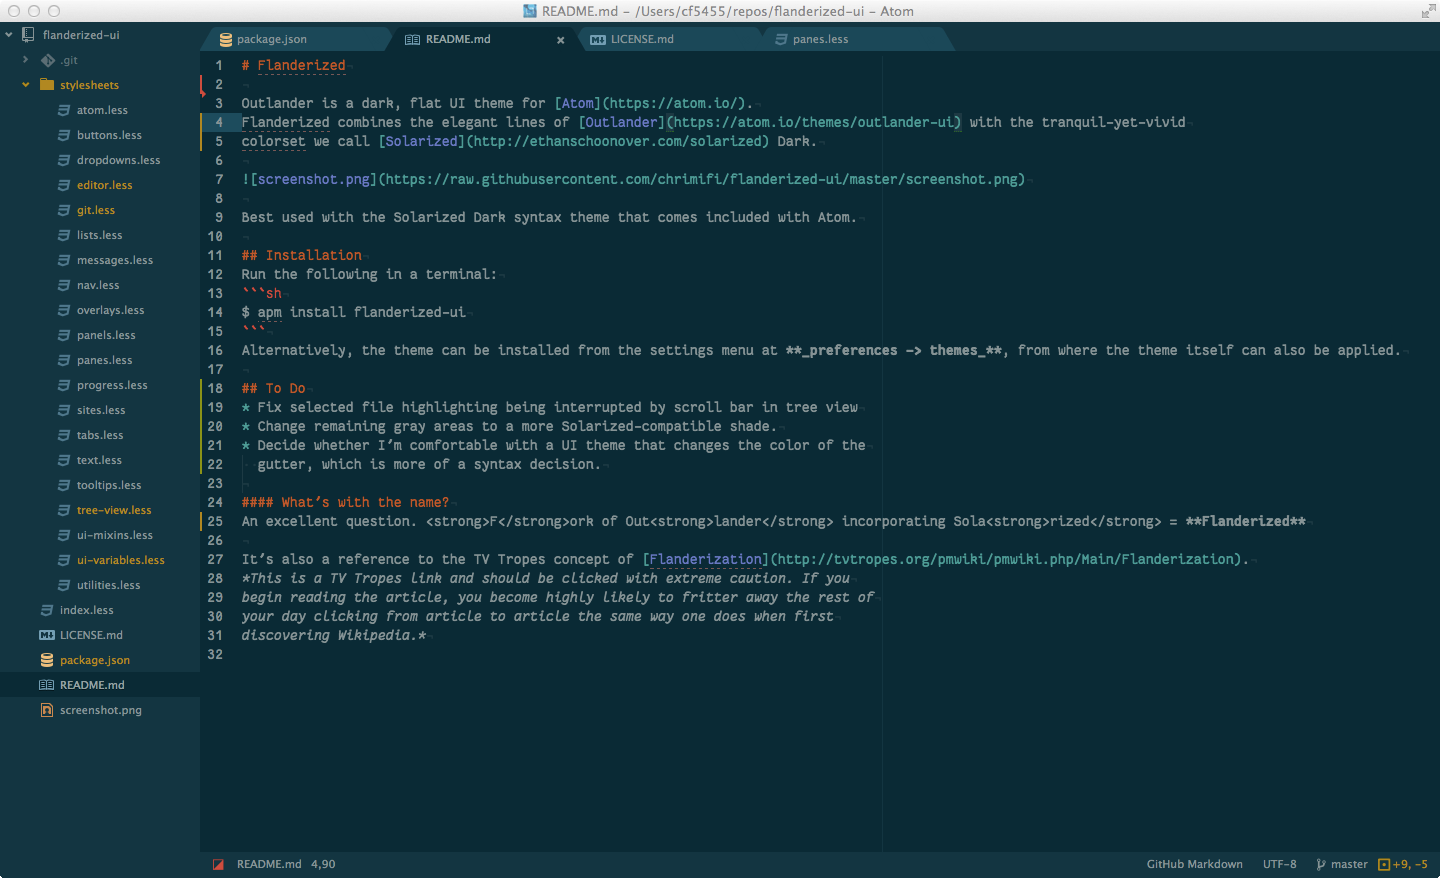 README.md - /Users/cf5455/repos/flanderized-ui - Atom
flanderized-ui
.git
stylesheets
atom.less
buttons.less
dropdowns.less
editor.less
git.less
lists.less
messages.less
nav.less
overlays.less
panels.less
panes.less
progress.less
sites.less
tabs.less
text.less
tooltips.less
tree-view.less
ui-mixins.less
ui-variables.less
utilities.less
index.less
LICENSE.md
package.json
README.md
screenshot.png
package.json README.md × LICENSE.md panes.less
1 # Flanderized
2
3 Outlander is a dark, flat UI theme for [Atom](https://atom.io/).
4 Flanderized combines the elegant lines of [Outlander](https://atom.io/themes/outlander-ui) with the tranquil-yet-vivid
5 colorset we call [Solarized](http://ethanschoonover.com/solarized) Dark.
6
7 ![screenshot.png](https://raw.githubusercontent.com/chrimifi/flanderized-ui/master/screenshot.png)
8
9 Best used with the Solarized Dark syntax theme that comes included with Atom.
10
11 ## Installation
12 Run the following in a terminal:
13 ```sh
14 $ apm install flanderized-ui
15 ```
16 Alternatively, the theme can be installed from the settings menu at **_preferences -> themes_**, from where the theme itself can also be applied.
17
18 ## To Do
19 * Fix selected file highlighting being interrupted by scroll bar in tree view
20 * Change remaining gray areas to a more Solarized-compatible shade.
21 * Decide whether I'm comfortable with a UI theme that changes the color of the
22 gutter, which is more of a syntax decision.
23
24 #### What's with the name?
25 An excellent question. <strong>F</strong>ork of Out<strong>lander</strong> incorporating Sola<strong>rized</strong> = **Flanderized**
26
27 It's also a reference to the TV Tropes concept of [Flanderization](http://tvtropes.org/pmwiki/pmwiki.php/Main/Flanderization).
28 *This is a TV Tropes link and should be clicked with extreme caution. If you
29 begin reading the article, you become highly likely to fritter away the rest of
30 your day clicking from article to article the same way one does when first
31 discovering Wikipedia.*
32
README.md 4,90 GitHub Markdown UTF-8 master +9, -5